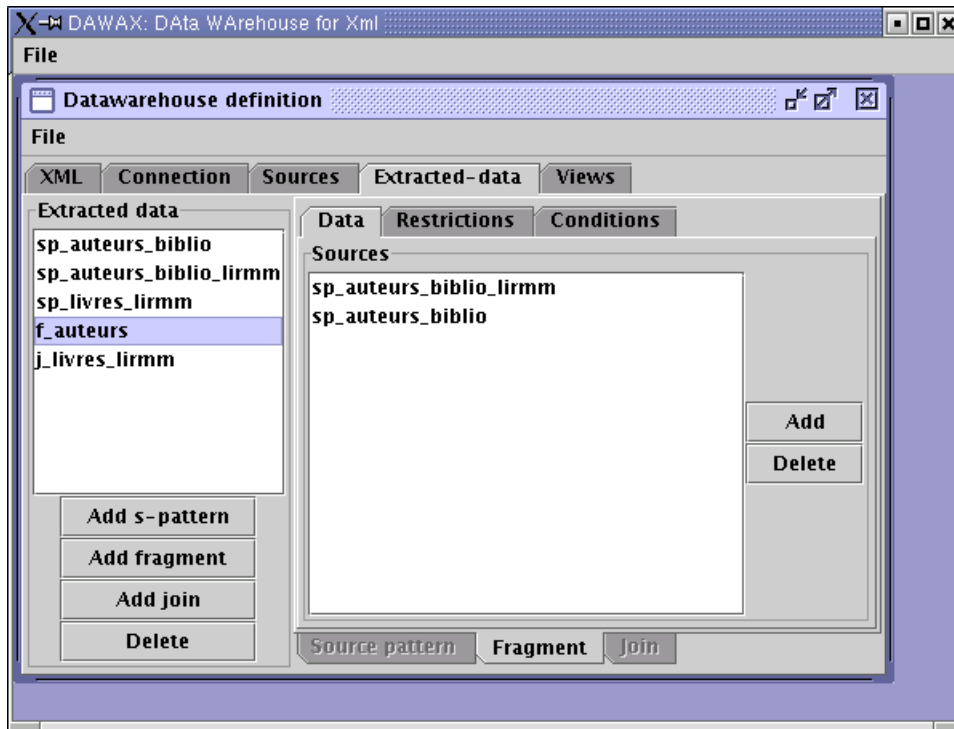 DAWAX: DAta WArehouse for Xml
File
Datawarehouse definition
File
XML Connection Sources Extracted-data Views
Extracted data
sp_auteurs_biblio
sp_auteurs_biblio_lirmm
sp_livres_lirmm
f_auteurs
j_livres_lirmm
Add s-pattern
Add fragment
Add join
Delete
Data Restrictions Conditions
Sources
sp_auteurs_biblio_lirmm
sp_auteurs_biblio
Add
Delete
Source pattern Fragment Join